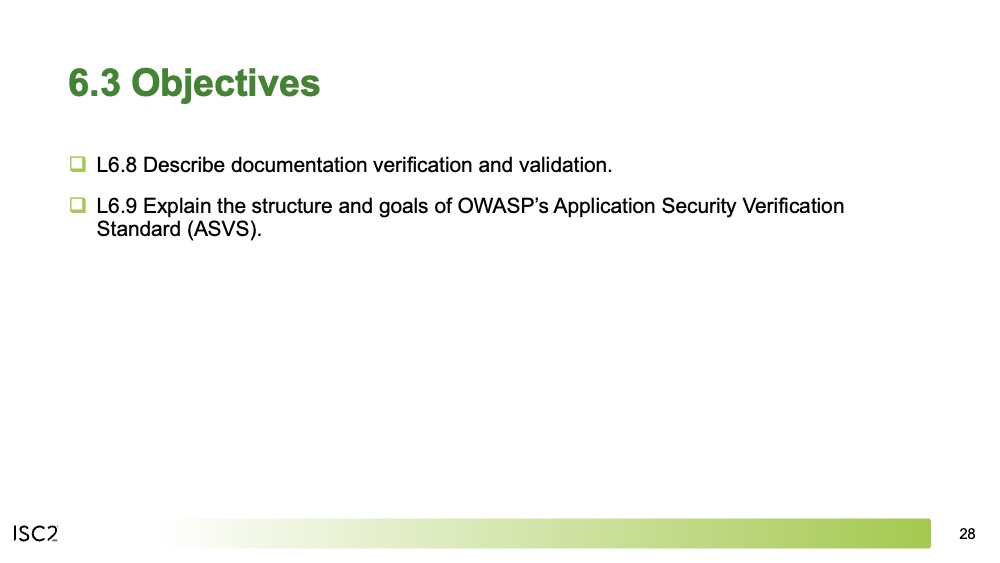 6.3 Objectives
L6.8 Describe documentation verification and validation.
L6.9 Explain the structure and goals of OWASP’s Application Security Verification
Standard (ASVS).
ISC2
28